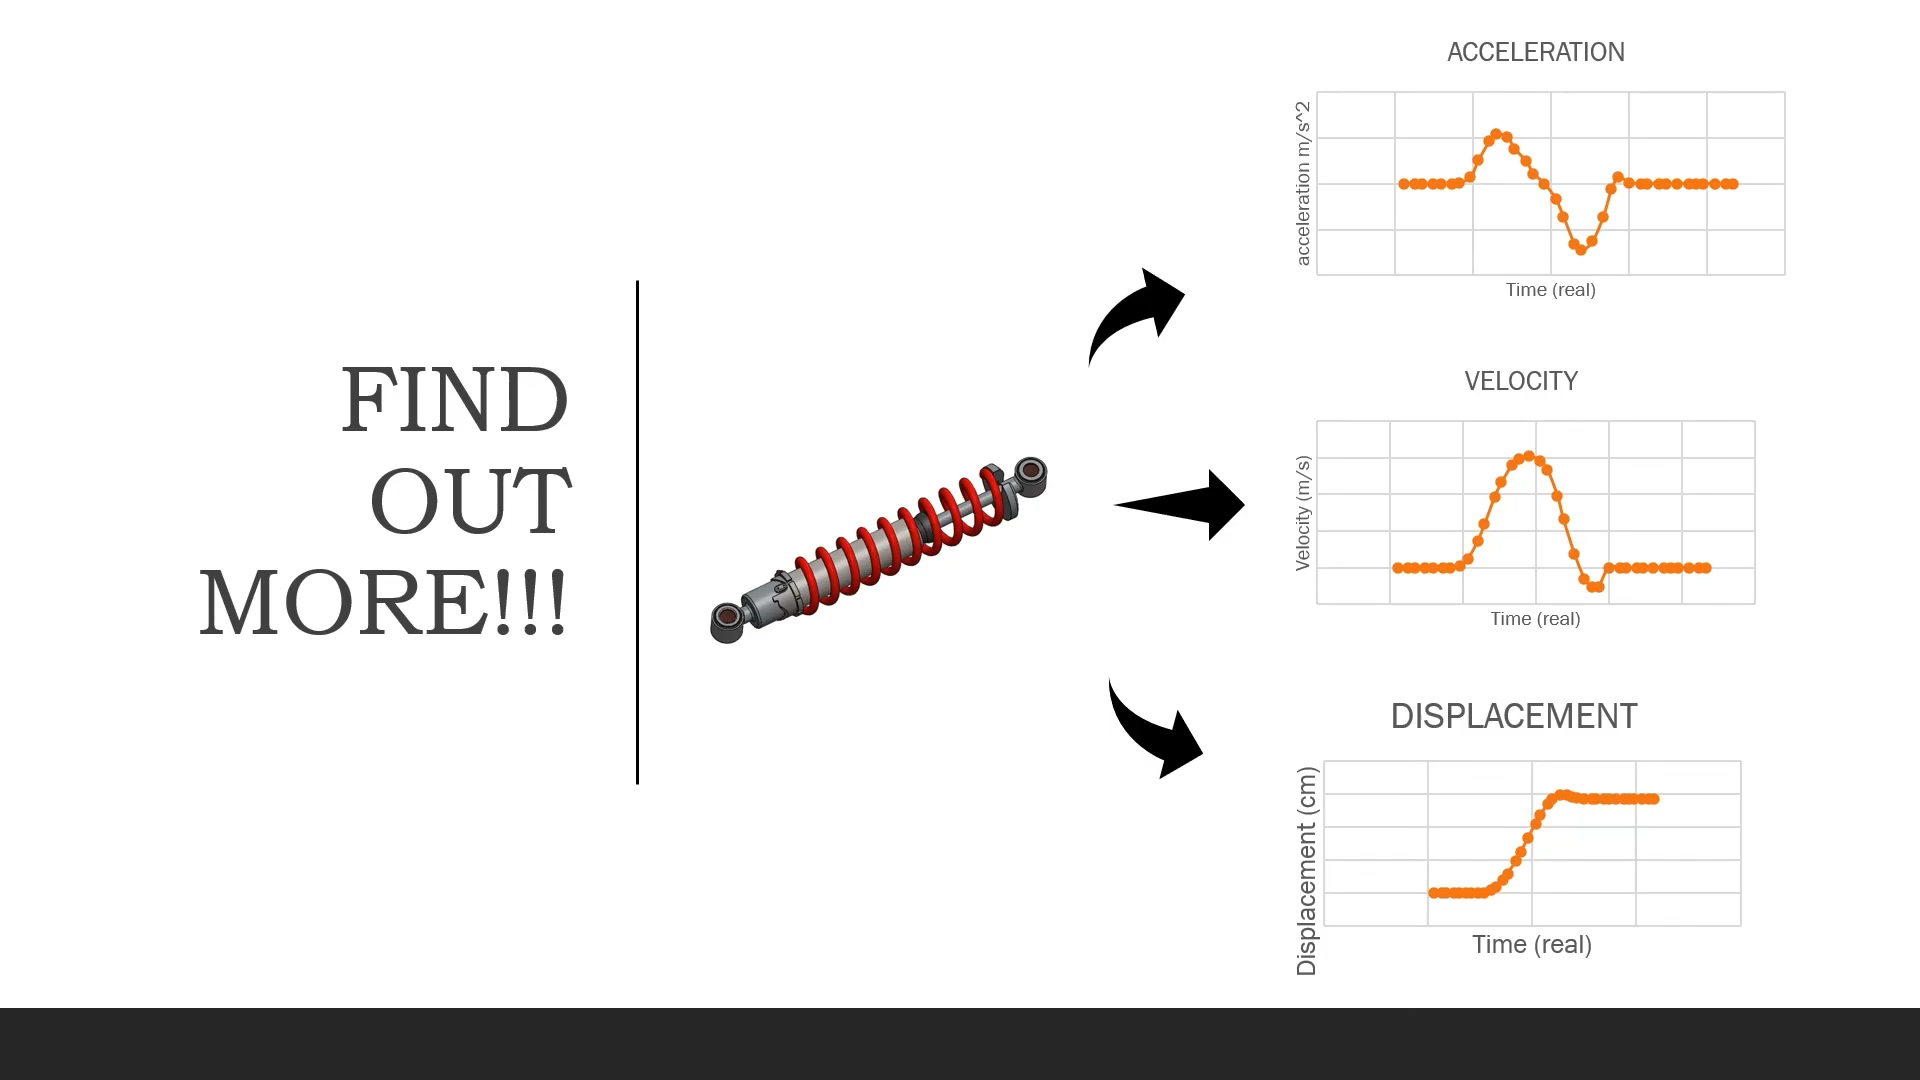 FIND
OUT
MORE!!!
ACCELERATION
acceleration m/s^2
Time (real)
VELOCITY
Velocity (m/s)
Time (real)
DISPLACEMENT
Displacement (cm)
Time (real)